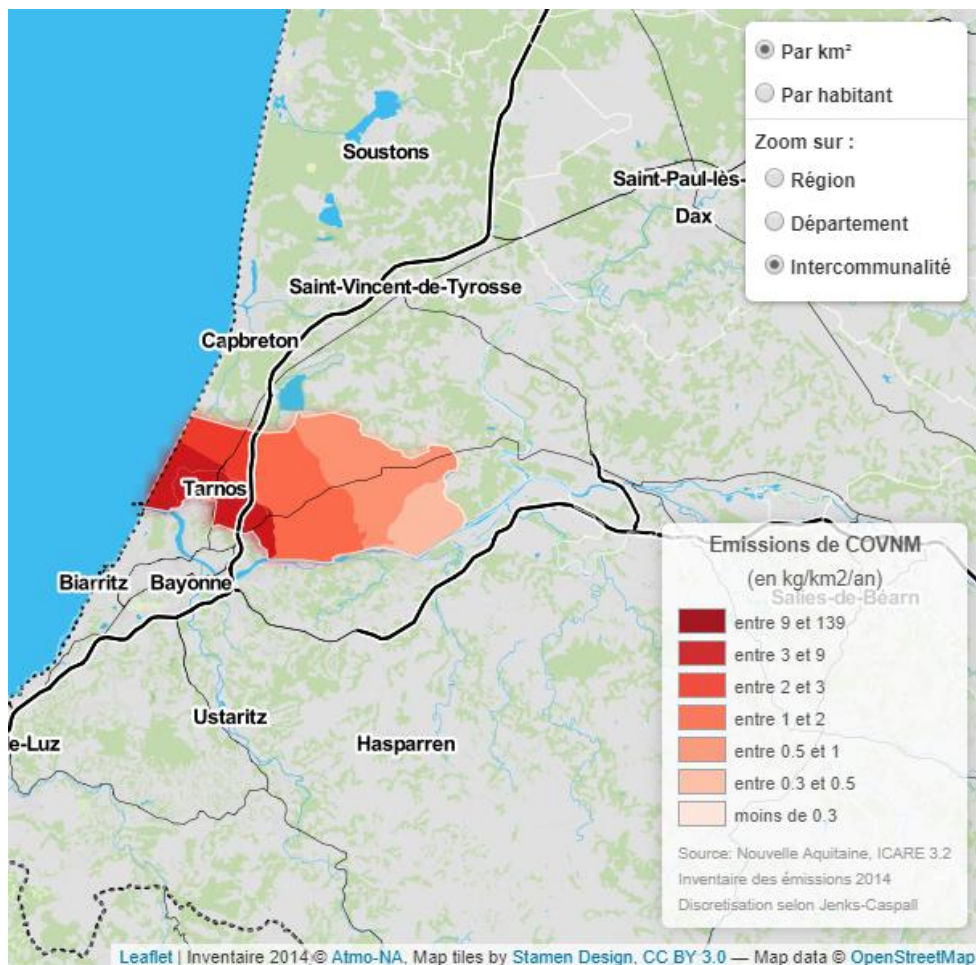 Par km²
Par habitant
Zoom sur :
Région
Département
Intercommunalité
Soustons
Saint-Paul-lès-
Dax
Saint-Vincent-de-Tyrosse
Capbreton
Tarnos
Biarritz
Bayonne
Ustaritz
e-Luz
Hasparren
Emissions de COVNM
(en kg/km2/an)
Salies-de-Béarn
entre 9 et 139
entre 3 et 9
entre 2 et 3
entre 1 et 2
entre 0.5 et 1
entre 0.3 et 0.5
moins de 0.3
Source: Nouvelle Aquitaine, ICARE 3.2
Inventaire des émissions 2014
Discretisation selon Jenks-Caspall
Leaflet | Inventaire 2014 © Atmo-NA, Map tiles by Stamen Design, CC BY 3.0 — Map data © OpenStreetMap